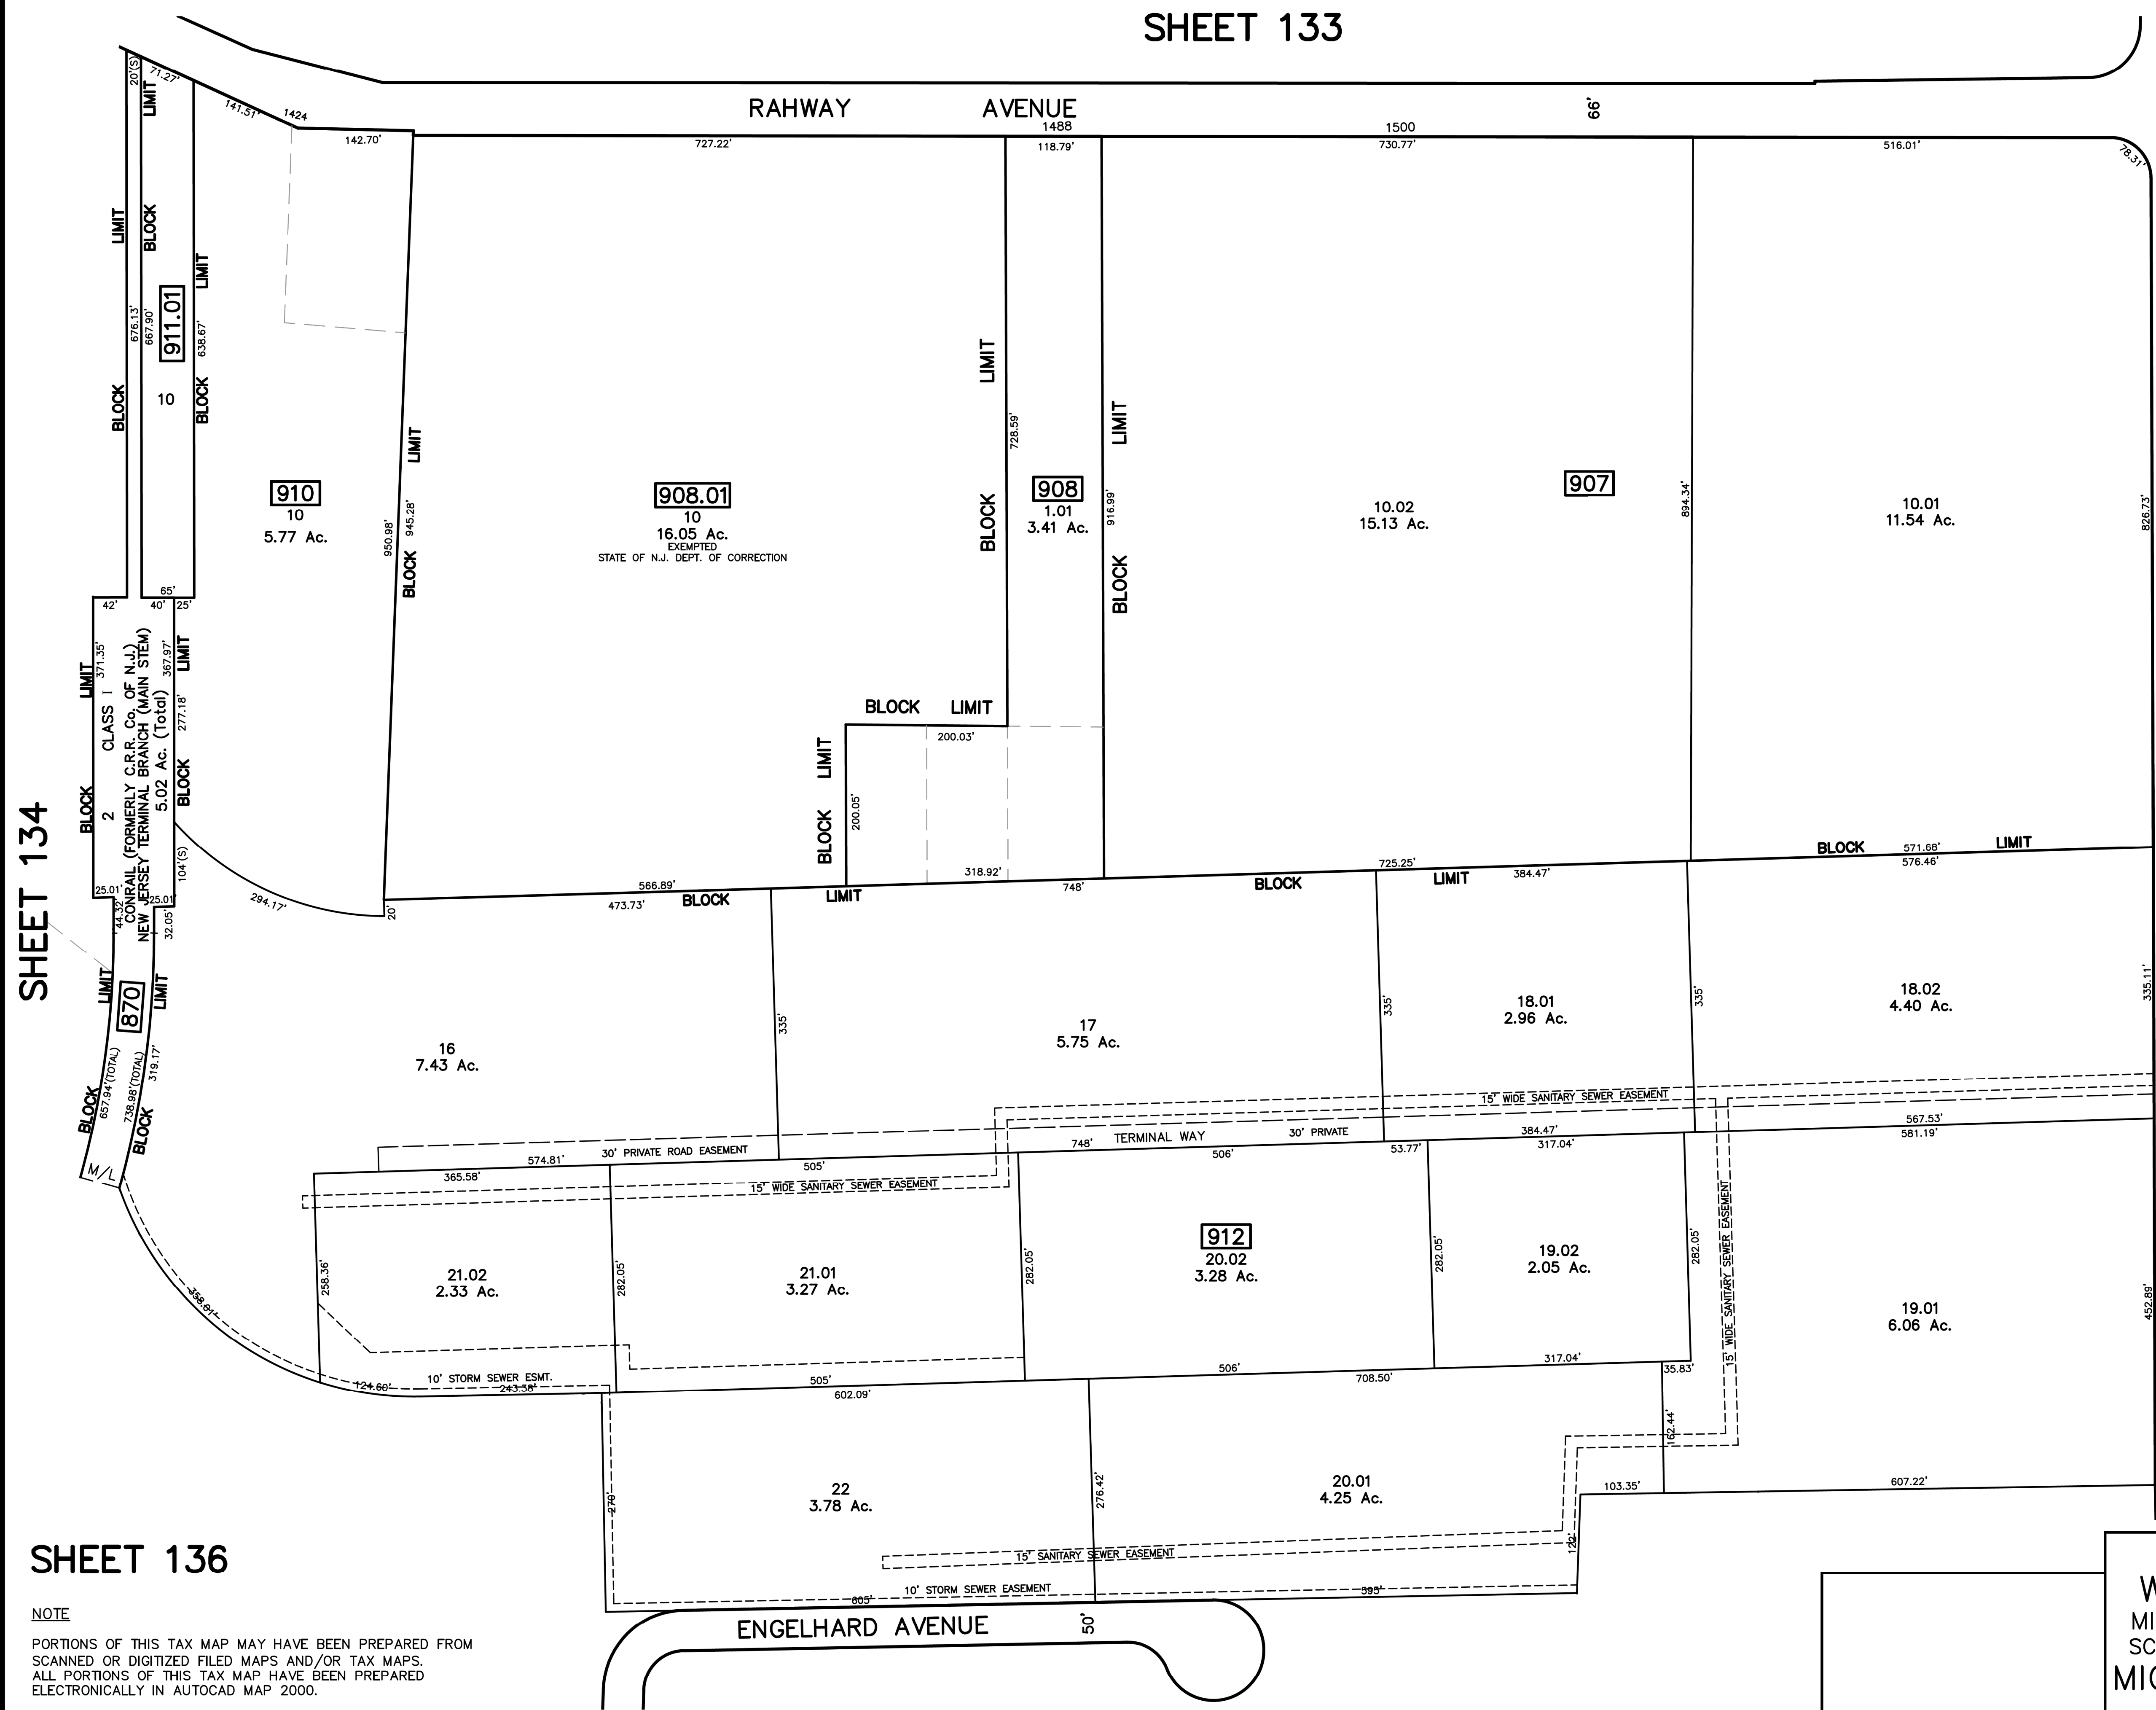 SHEET 133
RAHWAY AVENUE
66'
20'(S)
71.27'
141.51'
1424
142.70'
727.22'
1488
118.79'
1500
730.77'
516.01'
78.31'
LIMIT
BLOCK
LIMIT
BLOCK
LIMIT
BLOCK
676.13'
667.90'
911.01
638.67'
10
910
10
5.77 Ac.
950.98'
945.28'
LIMIT
BLOCK
908.01
10
16.05 Ac.
EXEMPTED
STATE OF N.J. DEPT. OF CORRECTION
LIMIT
BLOCK
728.59'
908
1.01
3.41 Ac.
916.99'
LIMIT
BLOCK
907
10.02
15.13 Ac.
894.34'
10.01
11.54 Ac.
826.73'
65'
42'
40'
25'
SHEET 134
LIMIT
BLOCK
371.35'
2 CLASS I
CONRAIL (FORMERLY C.R.R. Co. OF N.J.)
NEW JERSEY TERMINAL BRANCH (MAIN STEM)
5.02 Ac. (Total)
367.97'
277.18'
LIMIT
BLOCK
104'(S)
25.01'
25.01'
44.32'
32.05'
294.17'
20'
BLOCK LIMIT
200.03'
LIMIT
BLOCK
200.05'
566.89'
318.92'
725.25'
571.68'
BLOCK LIMIT
473.73'
BLOCK LIMIT
748'
BLOCK LIMIT
384.47'
576.46'
LIMIT
BLOCK
870
LIMIT
BLOCK
657.94'(TOTAL)
738.98'(TOTAL)
319.17'
M/L
16
7.43 Ac.
335'
17
5.75 Ac.
335'
18.01
2.96 Ac.
335'
18.02
4.40 Ac.
335.11'
15' WIDE SANITARY SEWER EASEMENT
574.81'
30' PRIVATE ROAD EASEMENT
748'
TERMINAL WAY
30' PRIVATE
384.47'
567.53'
365.58'
505'
506'
53.77'
317.04'
581.19'
15' WIDE SANITARY SEWER EASEMENT
358.01'
258.36'
21.02
2.33 Ac.
282.05'
21.01
3.27 Ac.
282.05'
912
20.02
3.28 Ac.
282.05'
19.02
2.05 Ac.
282.05'
15' WIDE SANITARY SEWER EASEMENT
19.01
6.06 Ac.
452.89'
124.60'
10' STORM SEWER ESMT.
243.38'
505'
506'
317.04'
35.83'
602.09'
708.50'
162.44'
270'
22
3.78 Ac.
276.42'
20.01
4.25 Ac.
103.35'
607.22'
122'
15' SANITARY SEWER EASEMENT
10' STORM SEWER EASEMENT
605'
595'
ENGELHARD AVENUE
50'
SHEET 136
NOTE
PORTIONS OF THIS TAX MAP MAY HAVE BEEN PREPARED FROM
SCANNED OR DIGITIZED FILED MAPS AND/OR TAX MAPS.
ALL PORTIONS OF THIS TAX MAP HAVE BEEN PREPARED
ELECTRONICALLY IN AUTOCAD MAP 2000.